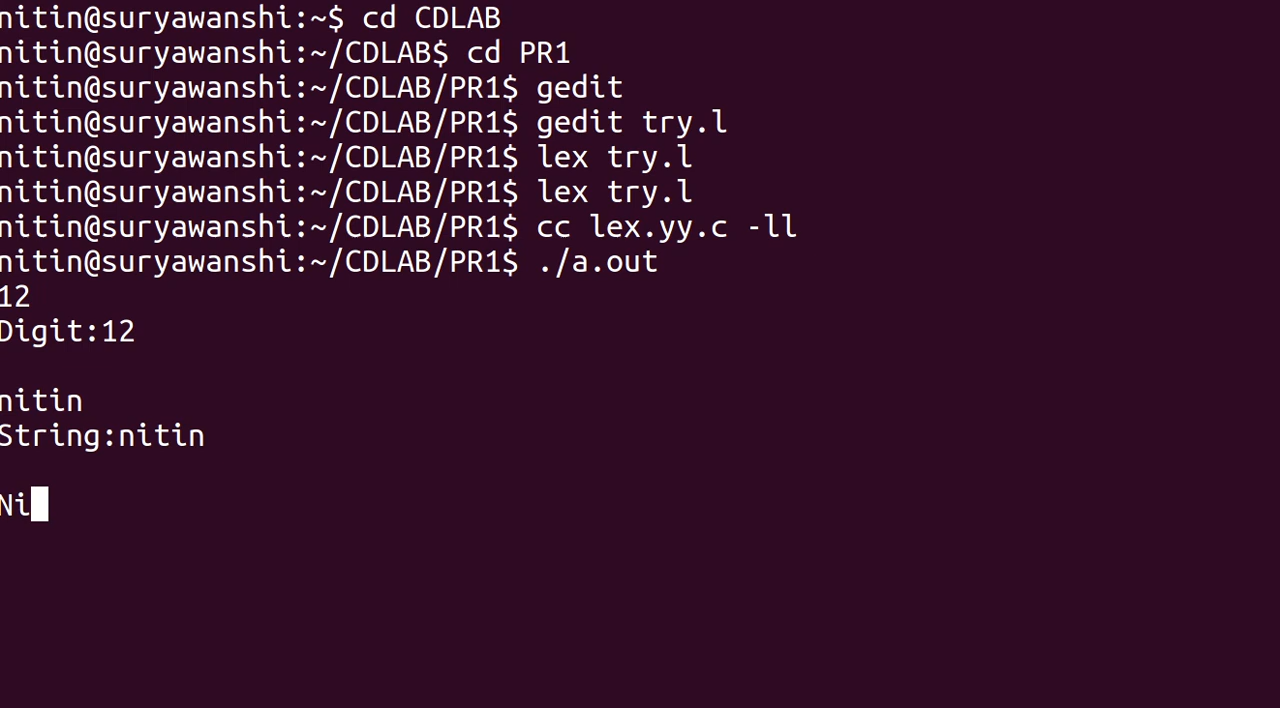 nitin@suryawanshi:~$ cd CDLAB
nitin@suryawanshi:~/CDLAB$ cd PR1
nitin@suryawanshi:~/CDLAB/PR1$ gedit
nitin@suryawanshi:~/CDLAB/PR1$ gedit try.l
nitin@suryawanshi:~/CDLAB/PR1$ lex try.l
nitin@suryawanshi:~/CDLAB/PR1$ lex try.l
nitin@suryawanshi:~/CDLAB/PR1$ cc lex.yy.c -ll
nitin@suryawanshi:~/CDLAB/PR1$ ./a.out
12
Digit:12
nitin
String:nitin
Ni